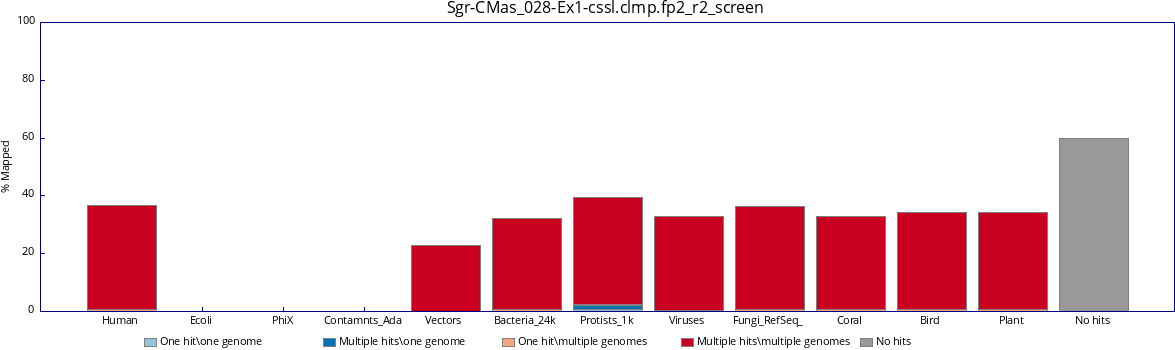 Sgr-CMas_028-Ex1-cssl.clmp.fp2_r2_screen
100
80
60
40
20
0
% Mapped
Human Ecoli PhiX Contamnts_Ada Vectors Bacteria_24k Protists_1k Viruses Fungi_RefSeq_ Coral Bird Plant No hits
One hit\one genome Multiple hits\one genome One hit\multiple genomes Multiple hits\multiple genomes No hits